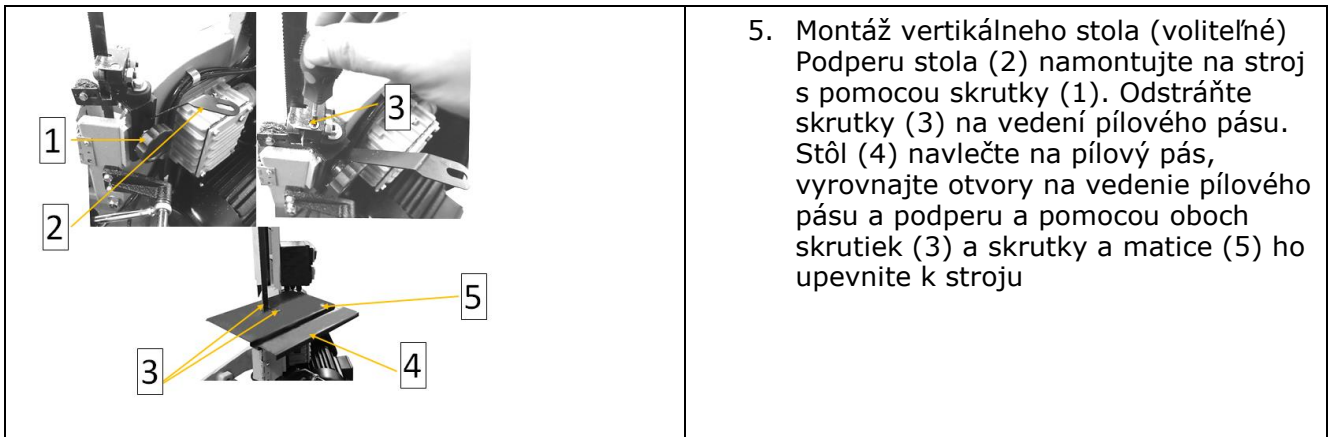 1
2
3
3
4
5
5. Montáž vertikálneho stola (voliteľné)
Podperu stola (2) namontujte na stroj
s pomocou skrutky (1). Odstráňte
skrutky (3) na vedení pílového pásu.
Stôl (4) navlečte na pílový pás,
vyrovnajte otvory na vedenie pílového
pásu a podperu a pomocou oboch
skrutiek (3) a skrutky a matice (5) ho
upevnite k stroju